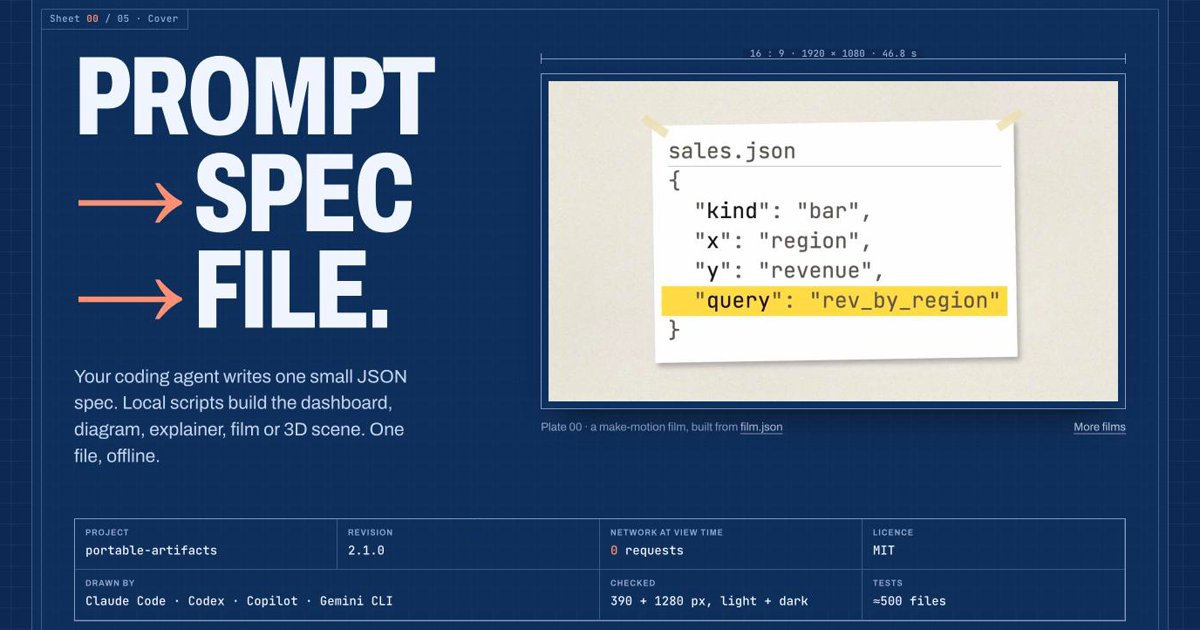 Sheet 00 / 05 · Cover
PROMPT
→ SPEC
→ FILE.
Your coding agent writes one small JSON
spec. Local scripts build the dashboard,
diagram, explainer, film or 3D scene. One
file, offline.
16 : 9 · 1920 × 1080 · 46.8 s
sales.json
{
"kind": "bar",
"x": "region",
"y": "revenue",
"query": "rev_by_region"
}
Plate 00 · a make-motion film, built from film.json
More films
PROJECT
portable-artifacts
REVISION
2.1.0
NETWORK AT VIEW TIME
0 requests
LICENCE
MIT
DRAWN BY
Claude Code · Codex · Copilot · Gemini CLI
CHECKED
390 + 1280 px, light + dark
TESTS
≈500 files